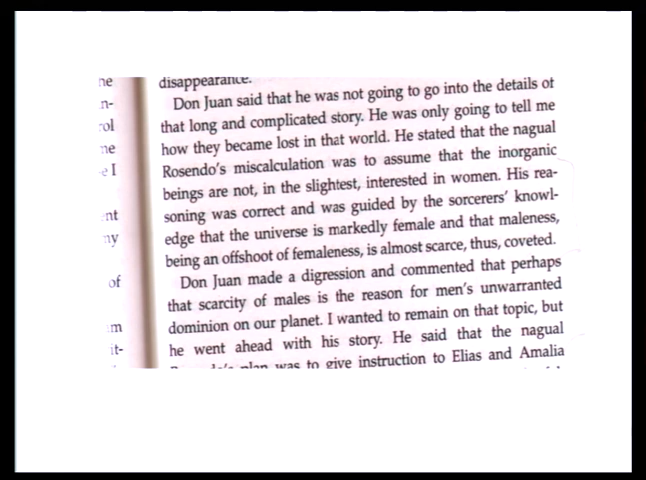 disappearance.
Don Juan said that he was not going to go into the details of
that long and complicated story. He was only going to tell me
how they became lost in that world. He stated that the nagual
Rosendo's miscalculation was to assume that the inorganic
beings are not, in the slightest, interested in women. His rea-
soning was correct and was guided by the sorcerers' knowl-
edge that the universe is markedly female and that maleness,
being an offshoot of femaleness, is almost scarce, thus, coveted.
Don Juan made a digression and commented that perhaps
that scarcity of males is the reason for men's unwarranted
dominion on our planet. I wanted to remain on that topic, but
he went ahead with his story. He said that the nagual
plan was to give instruction to Elias and Amalia